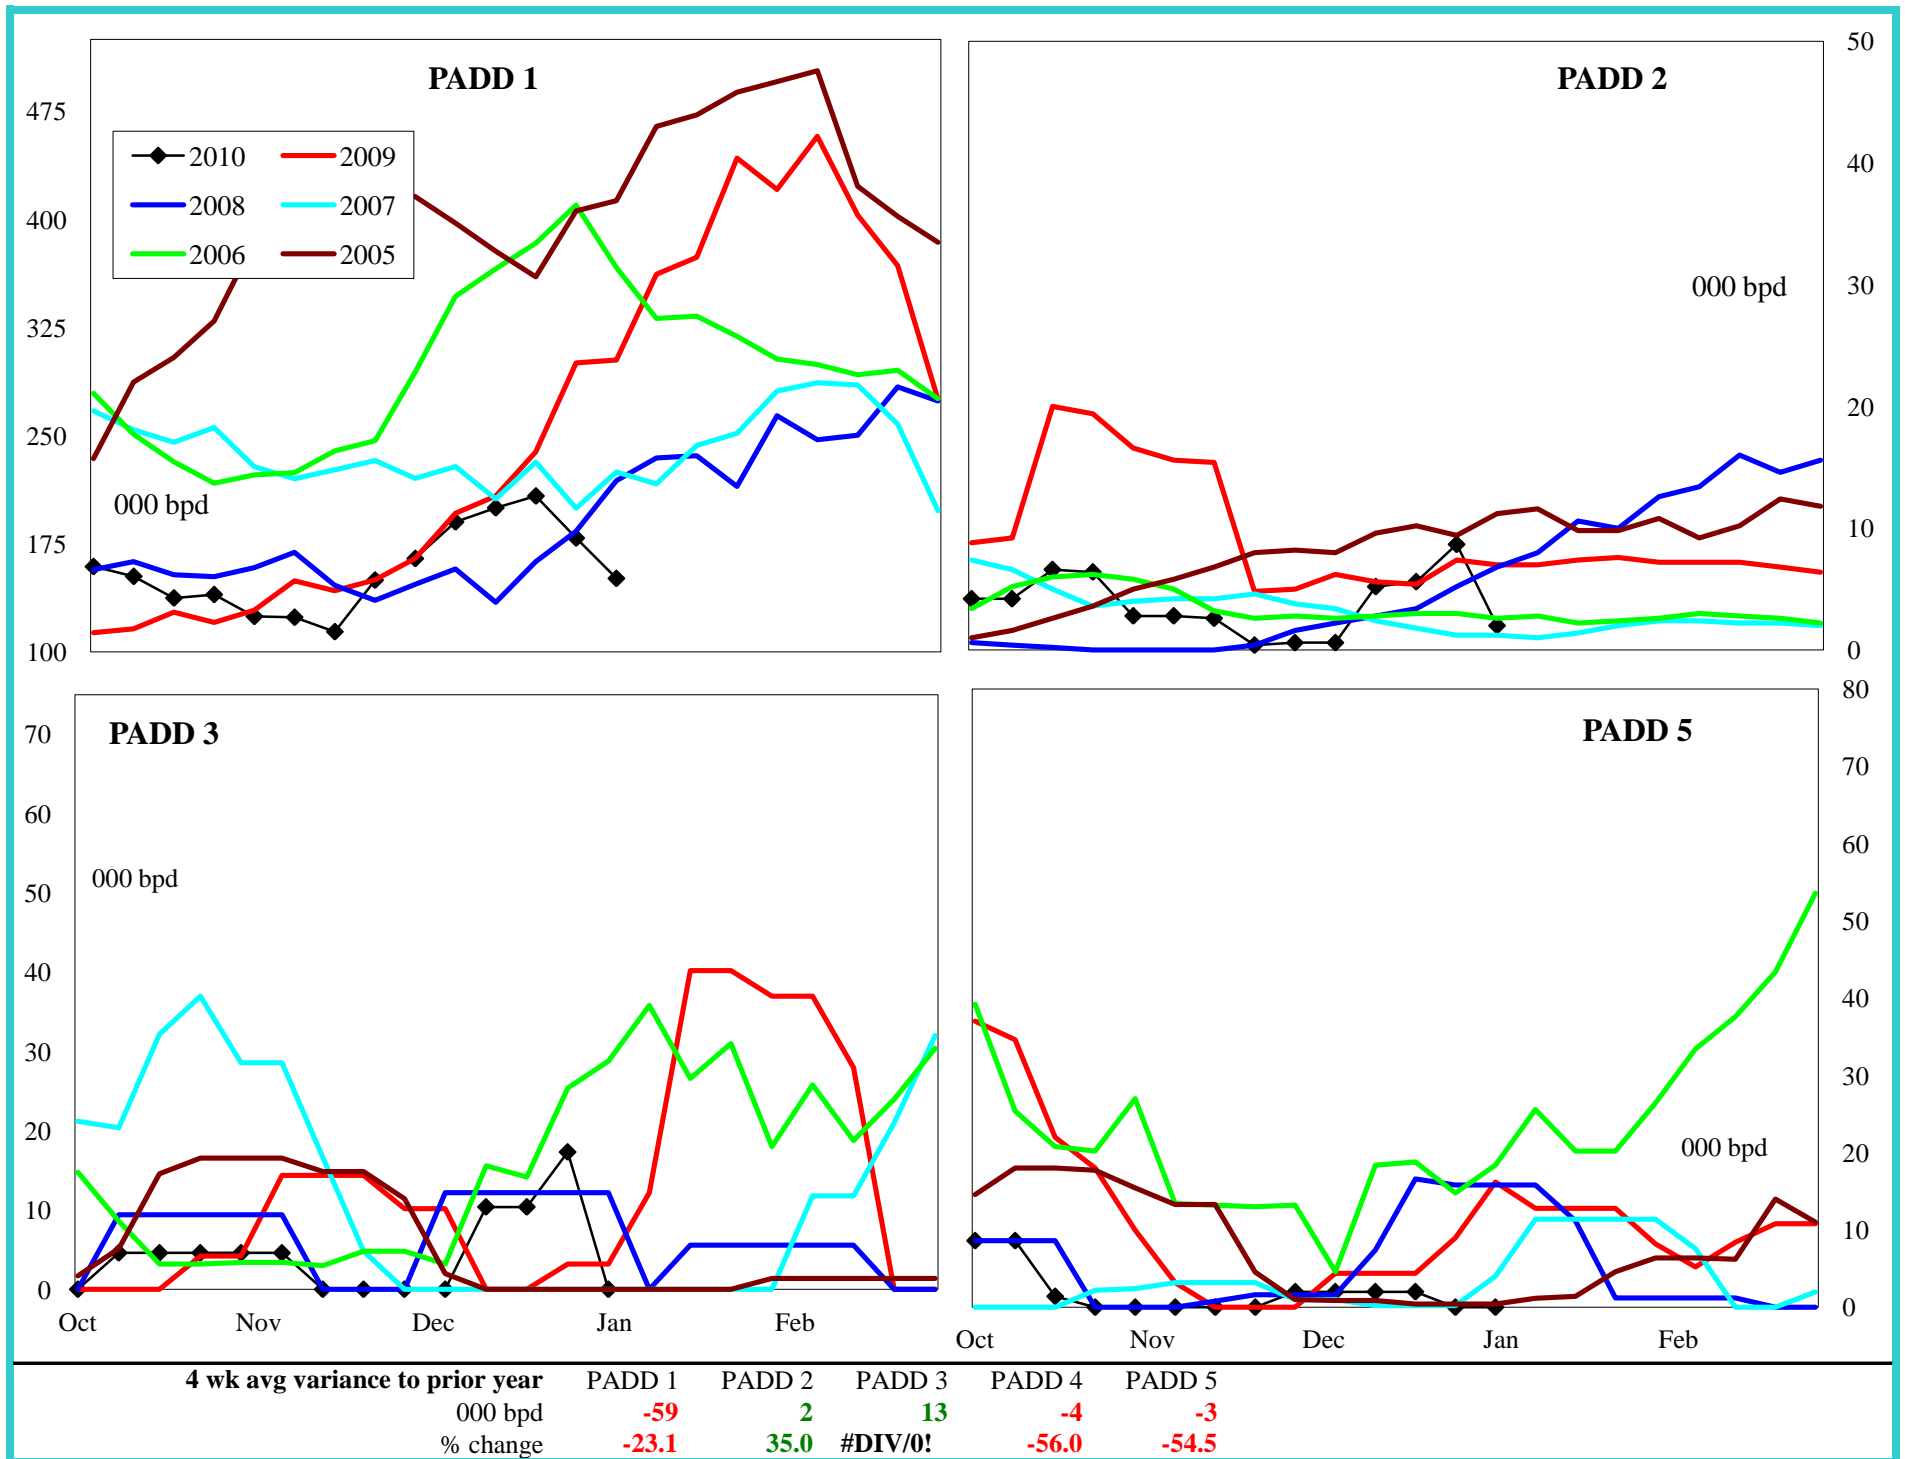 PADD 1
475
400
325
250
175
100
2010 2009
2008 2007
2006 2005
000 bpd
PADD 2
50
40
30
20
10
0
000 bpd
PADD 3
70
60
50
40
30
20
10
0
000 bpd
Oct Nov Dec Jan Feb
PADD 5
80
70
60
50
40
30
20
10
0
000 bpd
Oct Nov Dec Jan Feb
4 wk avg variance to prior year PADD 1 PADD 2 PADD 3 PADD 4 PADD 5
000 bpd -59 2 13 -4 -3
% change -23.1 35.0 #DIV/0! -56.0 -54.5